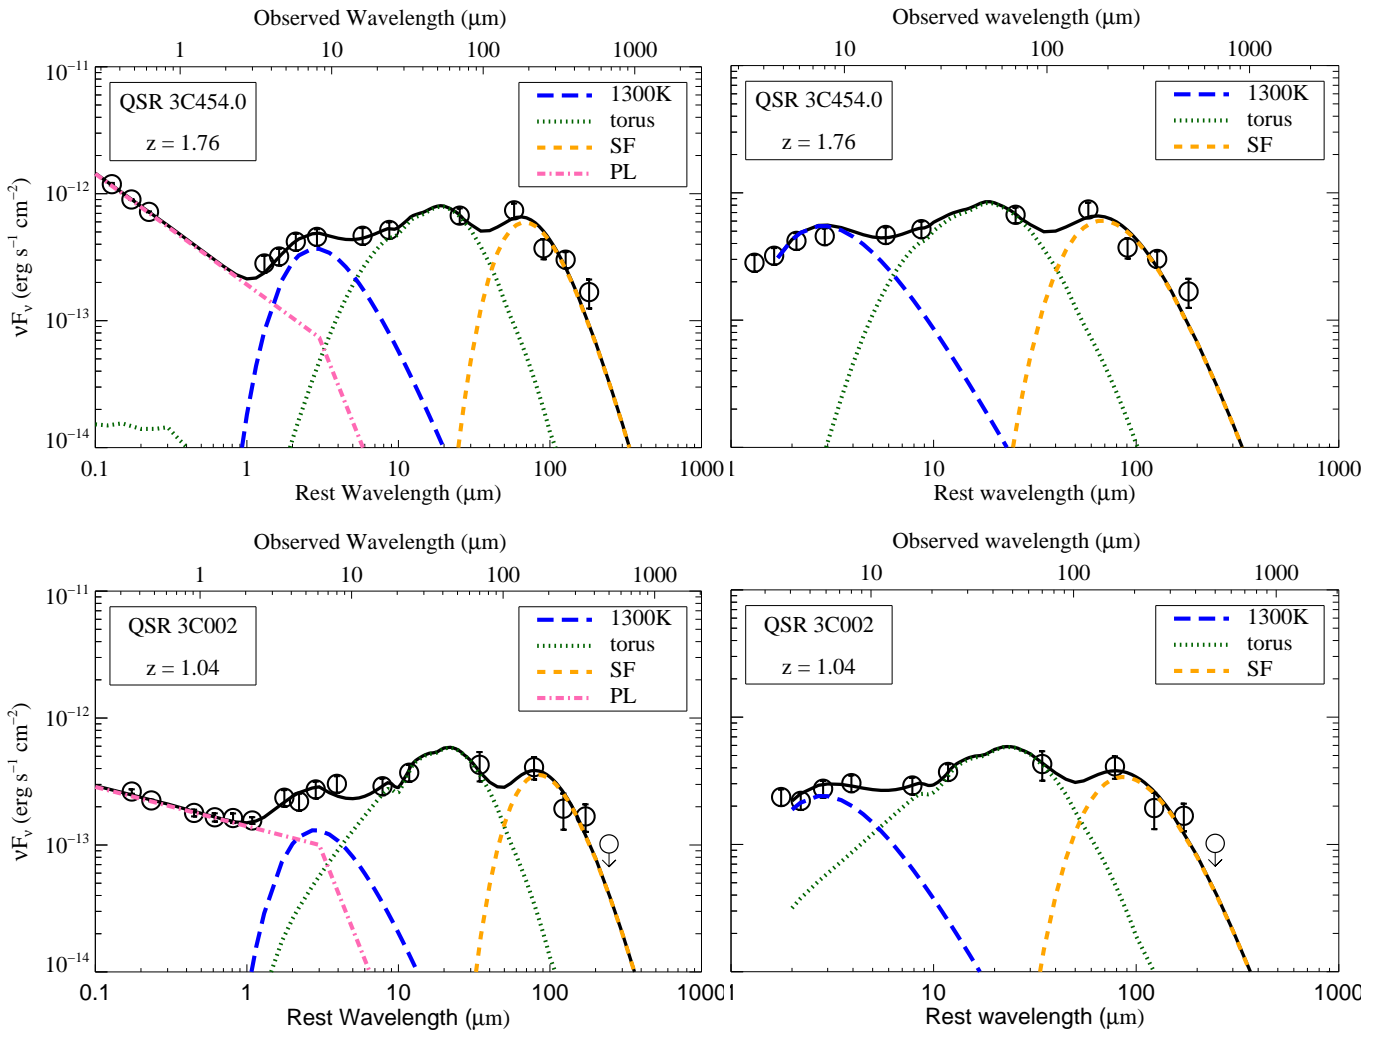 Observed Wavelength (μm)
1 10 100 1000
10⁻¹¹
QSR 3C454.0
z = 1.76
1300K
torus
SF
PL
10⁻¹²
νFᵥ (erg s⁻¹ cm⁻²)
10⁻¹³
10⁻¹⁴
0.1 1 10 100 1000
Rest Wavelength (μm)
Observed wavelength (μm)
10 100 1000
QSR 3C454.0
z = 1.76
1300K
torus
SF
1 10 100 1000
Rest wavelength (μm)
Observed Wavelength (μm)
1 10 100 1000
10⁻¹¹
QSR 3C002
z = 1.04
1300K
torus
SF
PL
10⁻¹²
νFᵥ (erg s⁻¹ cm⁻²)
10⁻¹³
10⁻¹⁴
0.1 1 10 100 1000
Rest Wavelength (μm)
Observed wavelength (μm)
10 100 1000
QSR 3C002
z = 1.04
1300K
torus
SF
1 10 100 1000
Rest wavelength (μm)